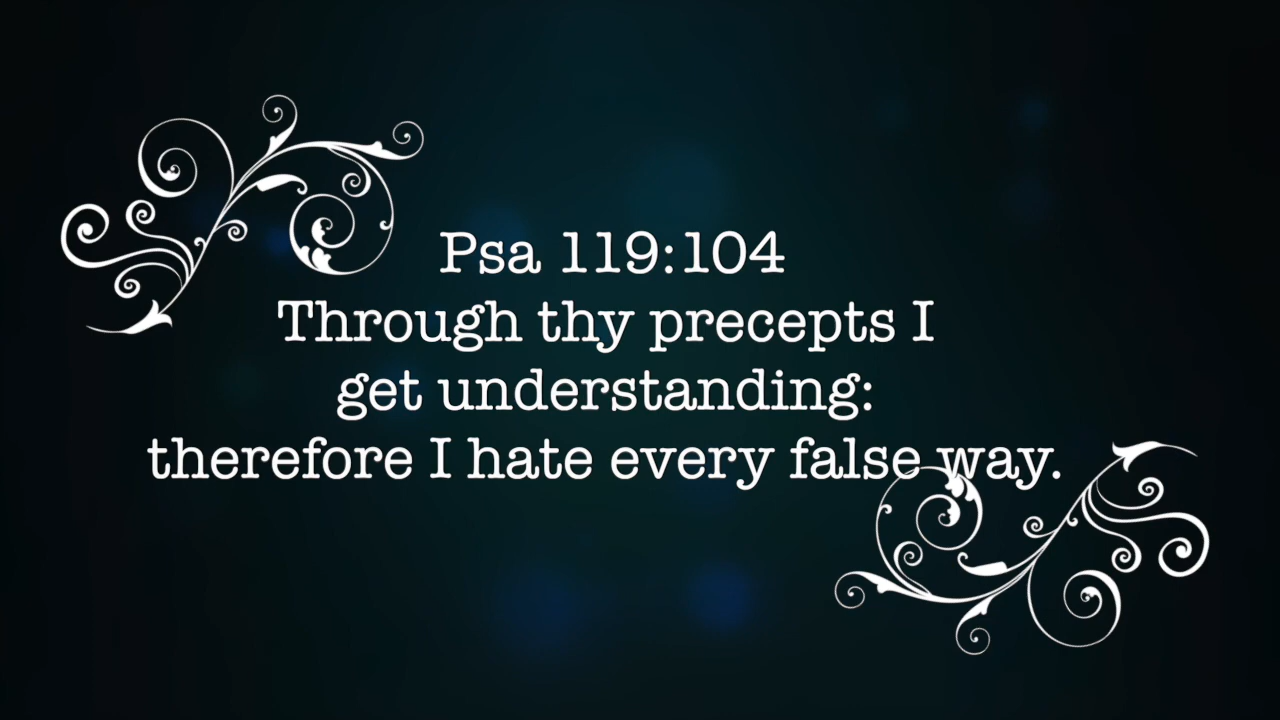 Psa 119:104
Through thy precepts I
get understanding:
therefore I hate every false way.